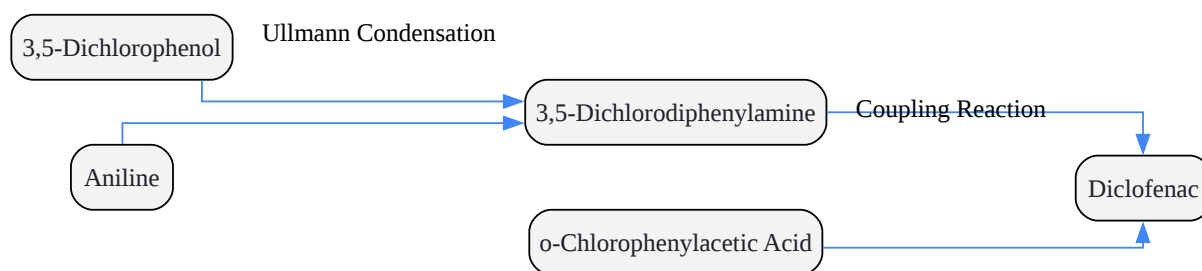 3,5-Dichlorophenol
Ullmann Condensation
3,5-Dichlorodiphenylamine
Coupling Reaction
Aniline
Diclofenac
o-Chlorophenylacetic Acid